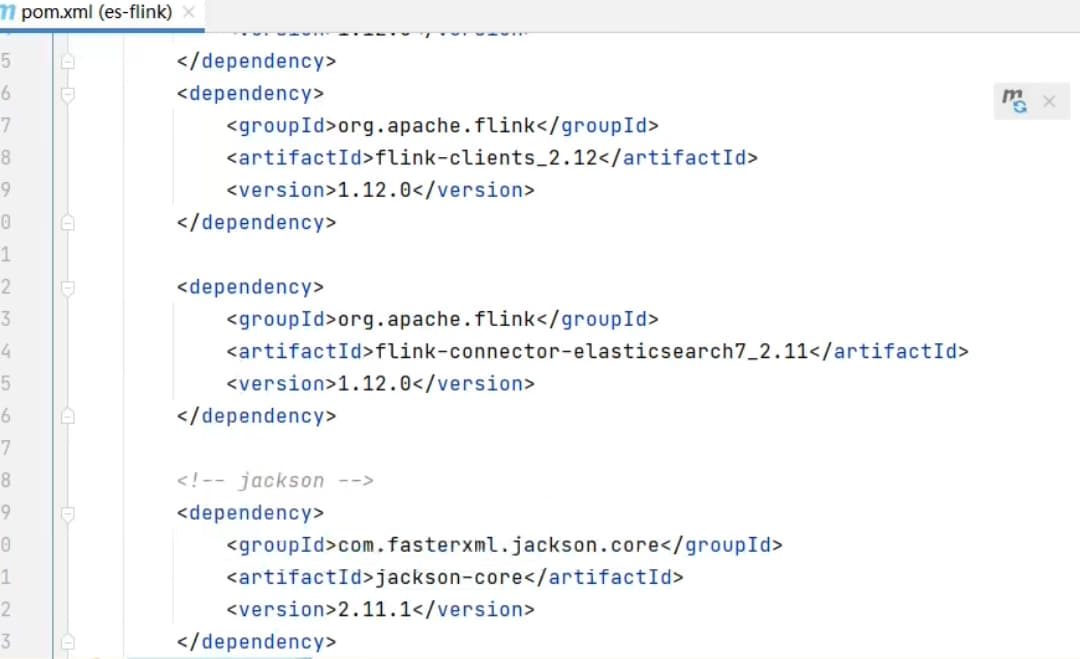 pom.xml (es-flink)
5 </dependency>
6 <dependency>
7 <groupId>org.apache.flink</groupId>
8 <artifactId>flink-clients_2.12</artifactId>
9 <version>1.12.0</version>
0 </dependency>
1
2 <dependency>
3 <groupId>org.apache.flink</groupId>
4 <artifactId>flink-connector-elasticsearch7_2.11</artifactId>
5 <version>1.12.0</version>
6 </dependency>
7
8 <!-- jackson -->
9 <dependency>
0 <groupId>com.fasterxml.jackson.core</groupId>
1 <artifactId>jackson-core</artifactId>
2 <version>2.11.1</version>
3 </dependency>